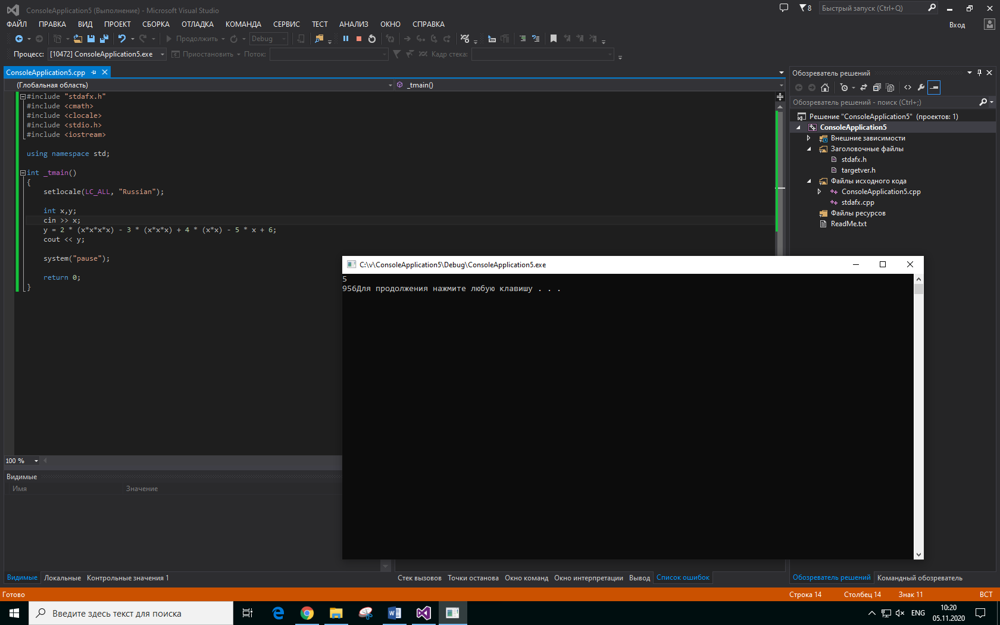 ConsoleApplication5 (Выполнение) - Microsoft Visual Studio
8
Быстрый запуск (Ctrl+Q)
ФАЙЛ ПРАВКА ВИД ПРОЕКТ СБОРКА ОТЛАДКА КОМАНДА СЕРВИС ТЕСТ АНАЛИЗ ОКНО СПРАВКА
Вход
Продолжить Debug
Процесс: [10472] ConsoleApplication5.exe Приостановить Поток: Кадр стека:
ConsoleApplication5.cpp
(Глобальная область) _tmain()
#include "stdafx.h"
#include <cmath>
#include <clocale>
#include <stdio.h>
#include <iostream>
using namespace std;
int _tmain()
{
setlocale(LC_ALL, "Russian");
int x,y;
cin >> x;
y = 2 * (x*x*x*x) - 3 * (x*x*x) + 4 * (x*x) - 5 * x + 6;
cout << y;
system("pause");
return 0;
}
100 %
Обозреватель решений
Обозреватель решений - поиск (Ctrl+;)
Решение "ConsoleApplication5" (проектов: 1)
ConsoleApplication5
Внешние зависимости
Заголовочные файлы
stdafx.h
targetver.h
Файлы исходного кода
ConsoleApplication5.cpp
stdafx.cpp
Файлы ресурсов
ReadMe.txt
C:\v\ConsoleApplication5\Debug\ConsoleApplication5.exe
5
956Для продолжения нажмите любую клавишу . . .
Видимые
Имя Значение
Видимые Локальные Контрольные значения 1
Стек вызовов Точки останова Окно команд Окно интерпретации Вывод Список ошибок
Обозреватель решений Командный обозреватель
Готово
Строка 14 Столбец 14 Знак 11 ВСТ
Введите здесь текст для поиска
ENG
10:20
05.11.2020